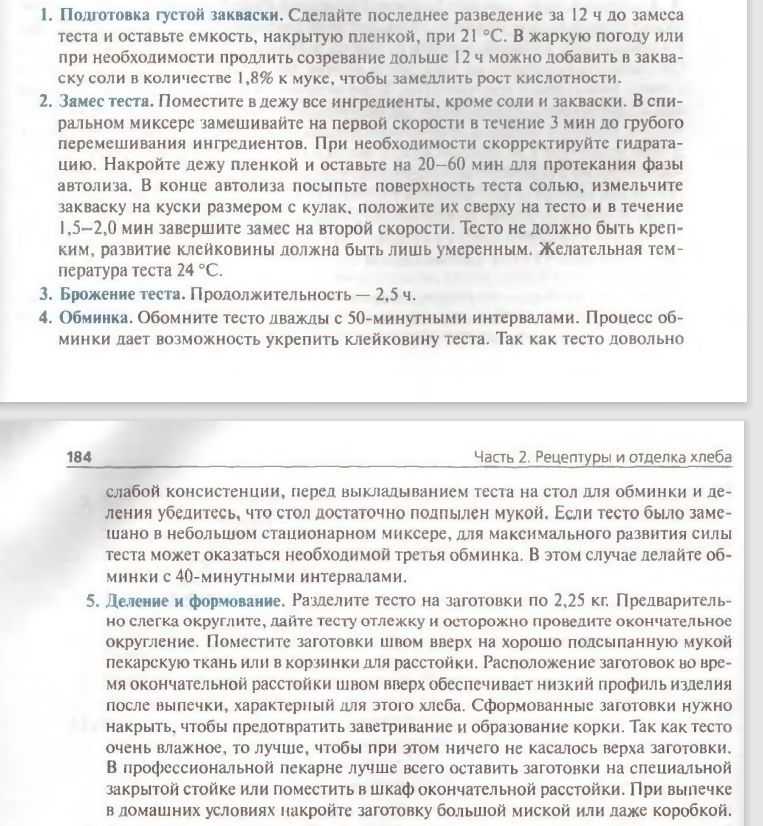 1. Подготовка густой закваски. Сделайте последнее разведение за 12 ч до замеса
теста и оставьте емкость, накрытую пленкой, при 21 °С. В жаркую погоду или
при необходимости продлить созревание дольше 12 ч можно добавить в заква-
ску соли в количестве 1,8% к муке, чтобы замедлить рост кислотности.
2. Замес теста. Поместите в дежу все ингредиенты, кроме соли и закваски. В спи-
ральном миксере замешивайте на первой скорости в течение 3 мин до грубого
перемешивания ингредиентов. При необходимости скорректируйте гидрата-
цию. Накройте дежу пленкой и оставьте на 20—60 мин для протекания фазы
автолиза. В конце автолиза посыпьте поверхность теста солью, измельчите
закваску на куски размером с кулак, положите их сверху на тесто и в течение
1,5—2,0 мин завершите замес на второй скорости. Тесто не должно быть креп-
ким, развитие клейковины должна быть лишь умеренным. Желательная тем-
пература теста 24 °С.
3. Брожение теста. Продолжительность — 2,5 ч.
4. Обминка. Обомните тесто дважды с 50-минутными интервалами. Процесс об-
минки дает возможность укрепить клейковину теста. Так как тесто довольно
184 Часть 2. Рецептуры и отделка хлеба
слабой консистенции, перед выкладыванием теста на стол для обминки и де-
ления убедитесь, что стол достаточно подпылен мукой. Если тесто было заме-
шано в небольшом стационарном миксере, для максимального развития силы
теста может оказаться необходимой третья обминка. В этом случае делайте об-
минки с 40-минутными интервалами.
5. Деление и формование. Разделите тесто на заготовки по 2,25 кг. Предваритель-
но слегка округлите, дайте тесту отлежку и осторожно проведите окончательное
округление. Поместите заготовки швом вверх на хорошо подсыпанную мукой
пекарскую ткань или в корзинки для расстойки. Расположение заготовок во вре-
мя окончательной расстойки швом вверх обеспечивает низкий профиль изделия
после выпечки, характерный для этого хлеба. Сформованные заготовки нужно
накрыть, чтобы предотвратить заветривание и образование корки. Так как тесто
очень влажное, то лучше, чтобы при этом ничего не касалось верха заготовки.
В профессиональной пекарне лучше всего оставить заготовки на специальной
закрытой стойке или поместить в шкаф окончательной расстойки. При выпечке
в домашних условиях накройте заготовку большой миской или даже коробкой.